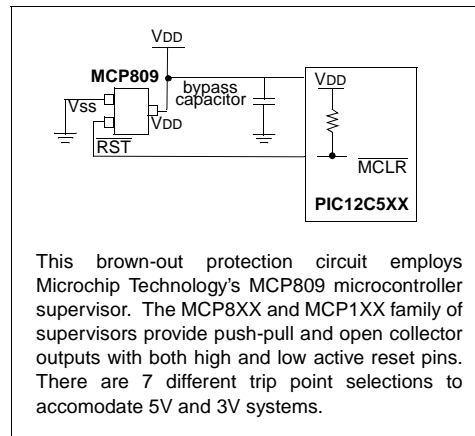 VDD
MCP809
bypass
capacitor
VDD
Vss
VDD
RST
MCLR
PIC12C5XX
This brown-out protection circuit employs
Microchip Technology's MCP809 microcontroller
supervisor. The MCP8XX and MCP1XX family of
supervisors provide push-pull and open collector
outputs with both high and low active reset pins.
There are 7 different trip point selections to
accomodate 5V and 3V systems.